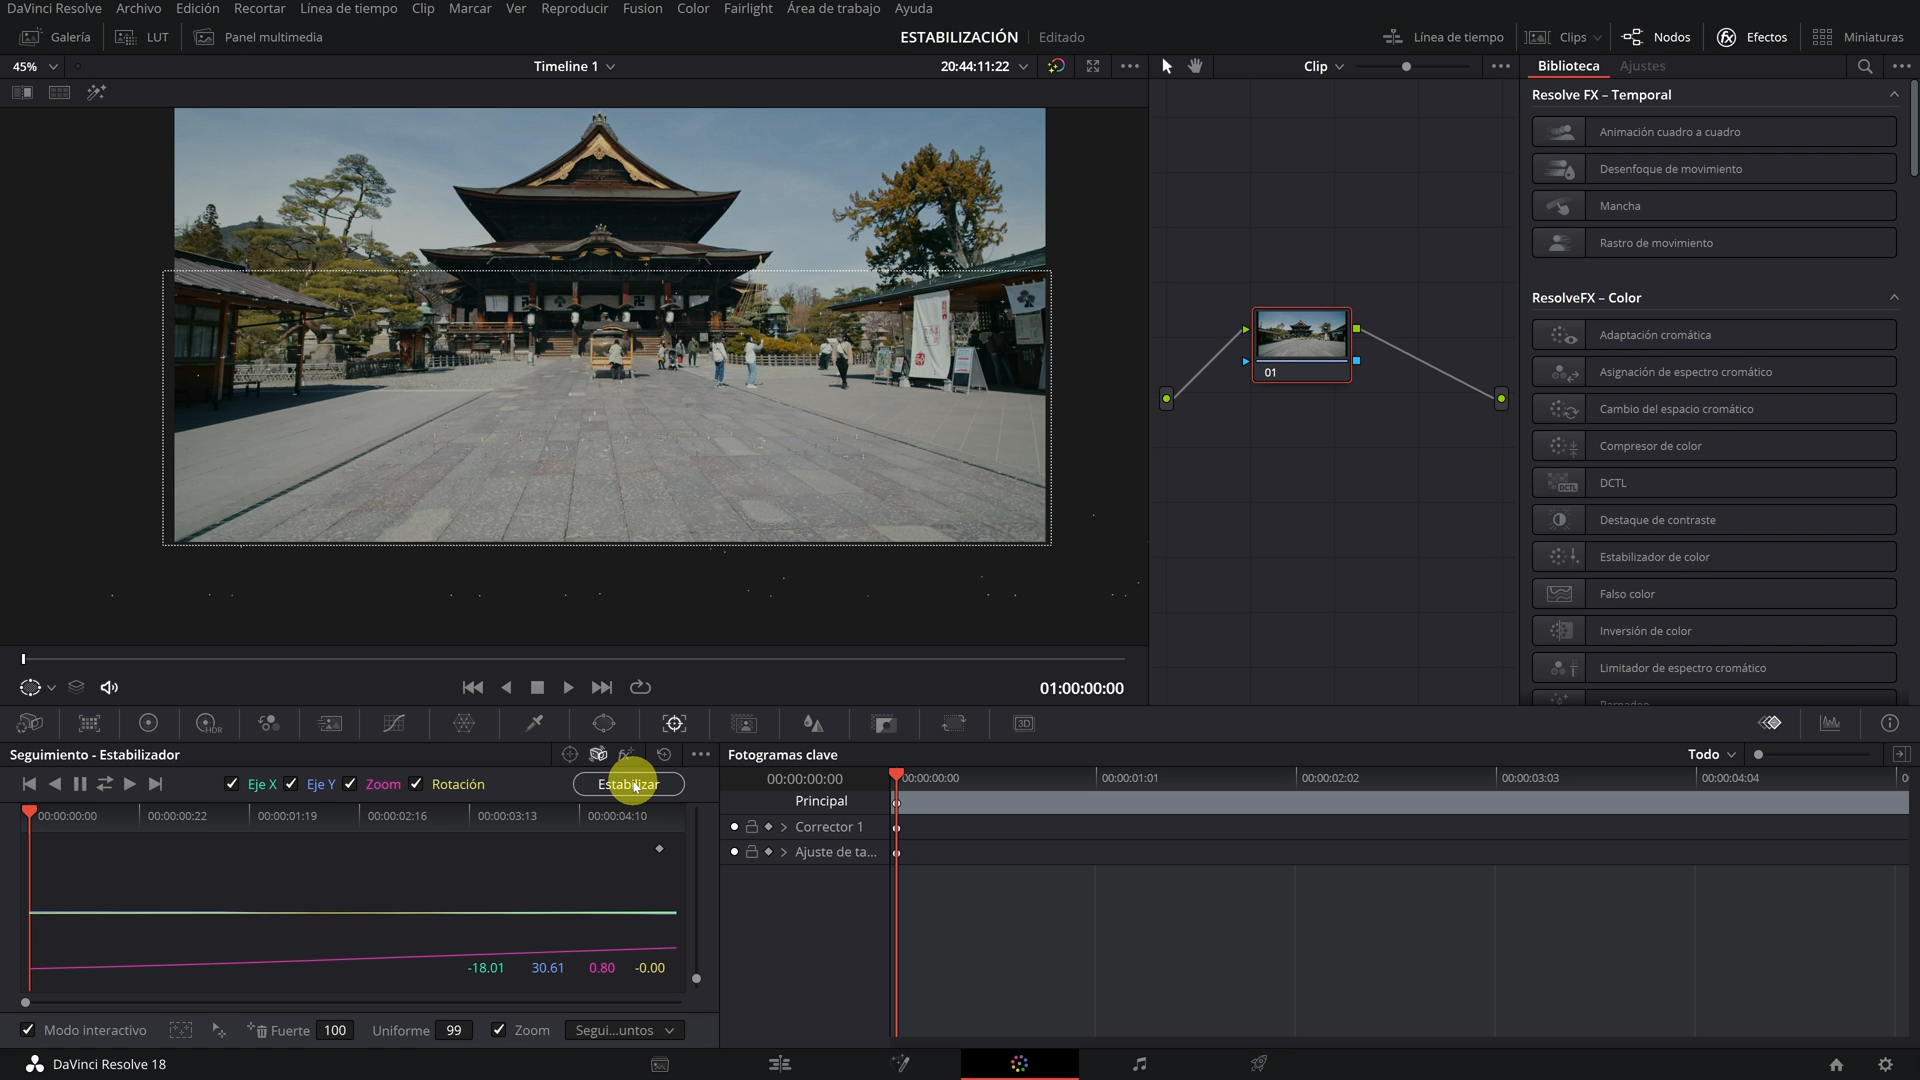 DaVinci Resolve Archivo Edición Recortar Línea de tiempo Clip Marcar Ver Reproducir Fusion Color Fairlight Área de trabajo Ayuda
Galería LUT Panel multimedia ESTABILIZACIÓN Editado Línea de tiempo Clips Nodos Efectos Miniaturas
45% Timeline 1 20:44:11:22 Clip Biblioteca Ajustes
Resolve FX – Temporal
Animación cuadro a cuadro
Desenfoque de movimiento
Mancha
Rastro de movimiento
ResolveFX – Color
Adaptación cromática
Asignación de espectro cromático
Cambio del espacio cromático
Compresor de color
DCTL
DCTL
Destaque de contraste
Estabilizador de color
Falso color
Inversión de color
Limitador de espectro cromático
01
01:00:00:00
HDR
3D
Seguimiento - Estabilizador Fotogramas clave Todo
Eje X Eje Y Zoom Rotación Estabilizar
00:00:00:00 00:00:00:22 00:00:01:19 00:00:02:16 00:00:03:13 00:00:04:10
-18.01 30.61 0.80 -0.00
00:00:00:00 00:00:00:00 00:00:01:01 00:00:02:02 00:00:03:03 00:00:04:04
Principal
Corrector 1
Ajuste de ta...
Modo interactivo Fuerte 100 Uniforme 99 Zoom Segui...untos
DaVinci Resolve 18